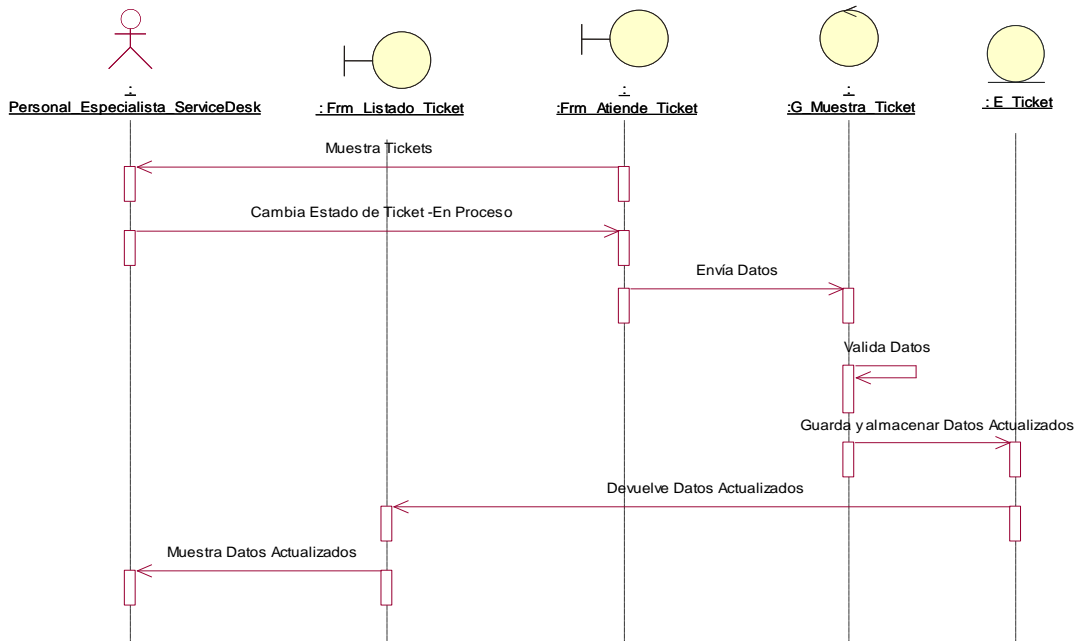 :
Personal_Especialista_ServiceDesk
: Frm_Listado_Ticket
:
:Frm_Atiende_Ticket
:
:G_Muestra_Ticket
: E_Ticket
Muestra Tickets
Cambia Estado de Ticket -En Proceso
Envía Datos
Valida Datos
Guarda y almacenar Datos Actualizados
Devuelve Datos Actualizados
Muestra Datos Actualizados